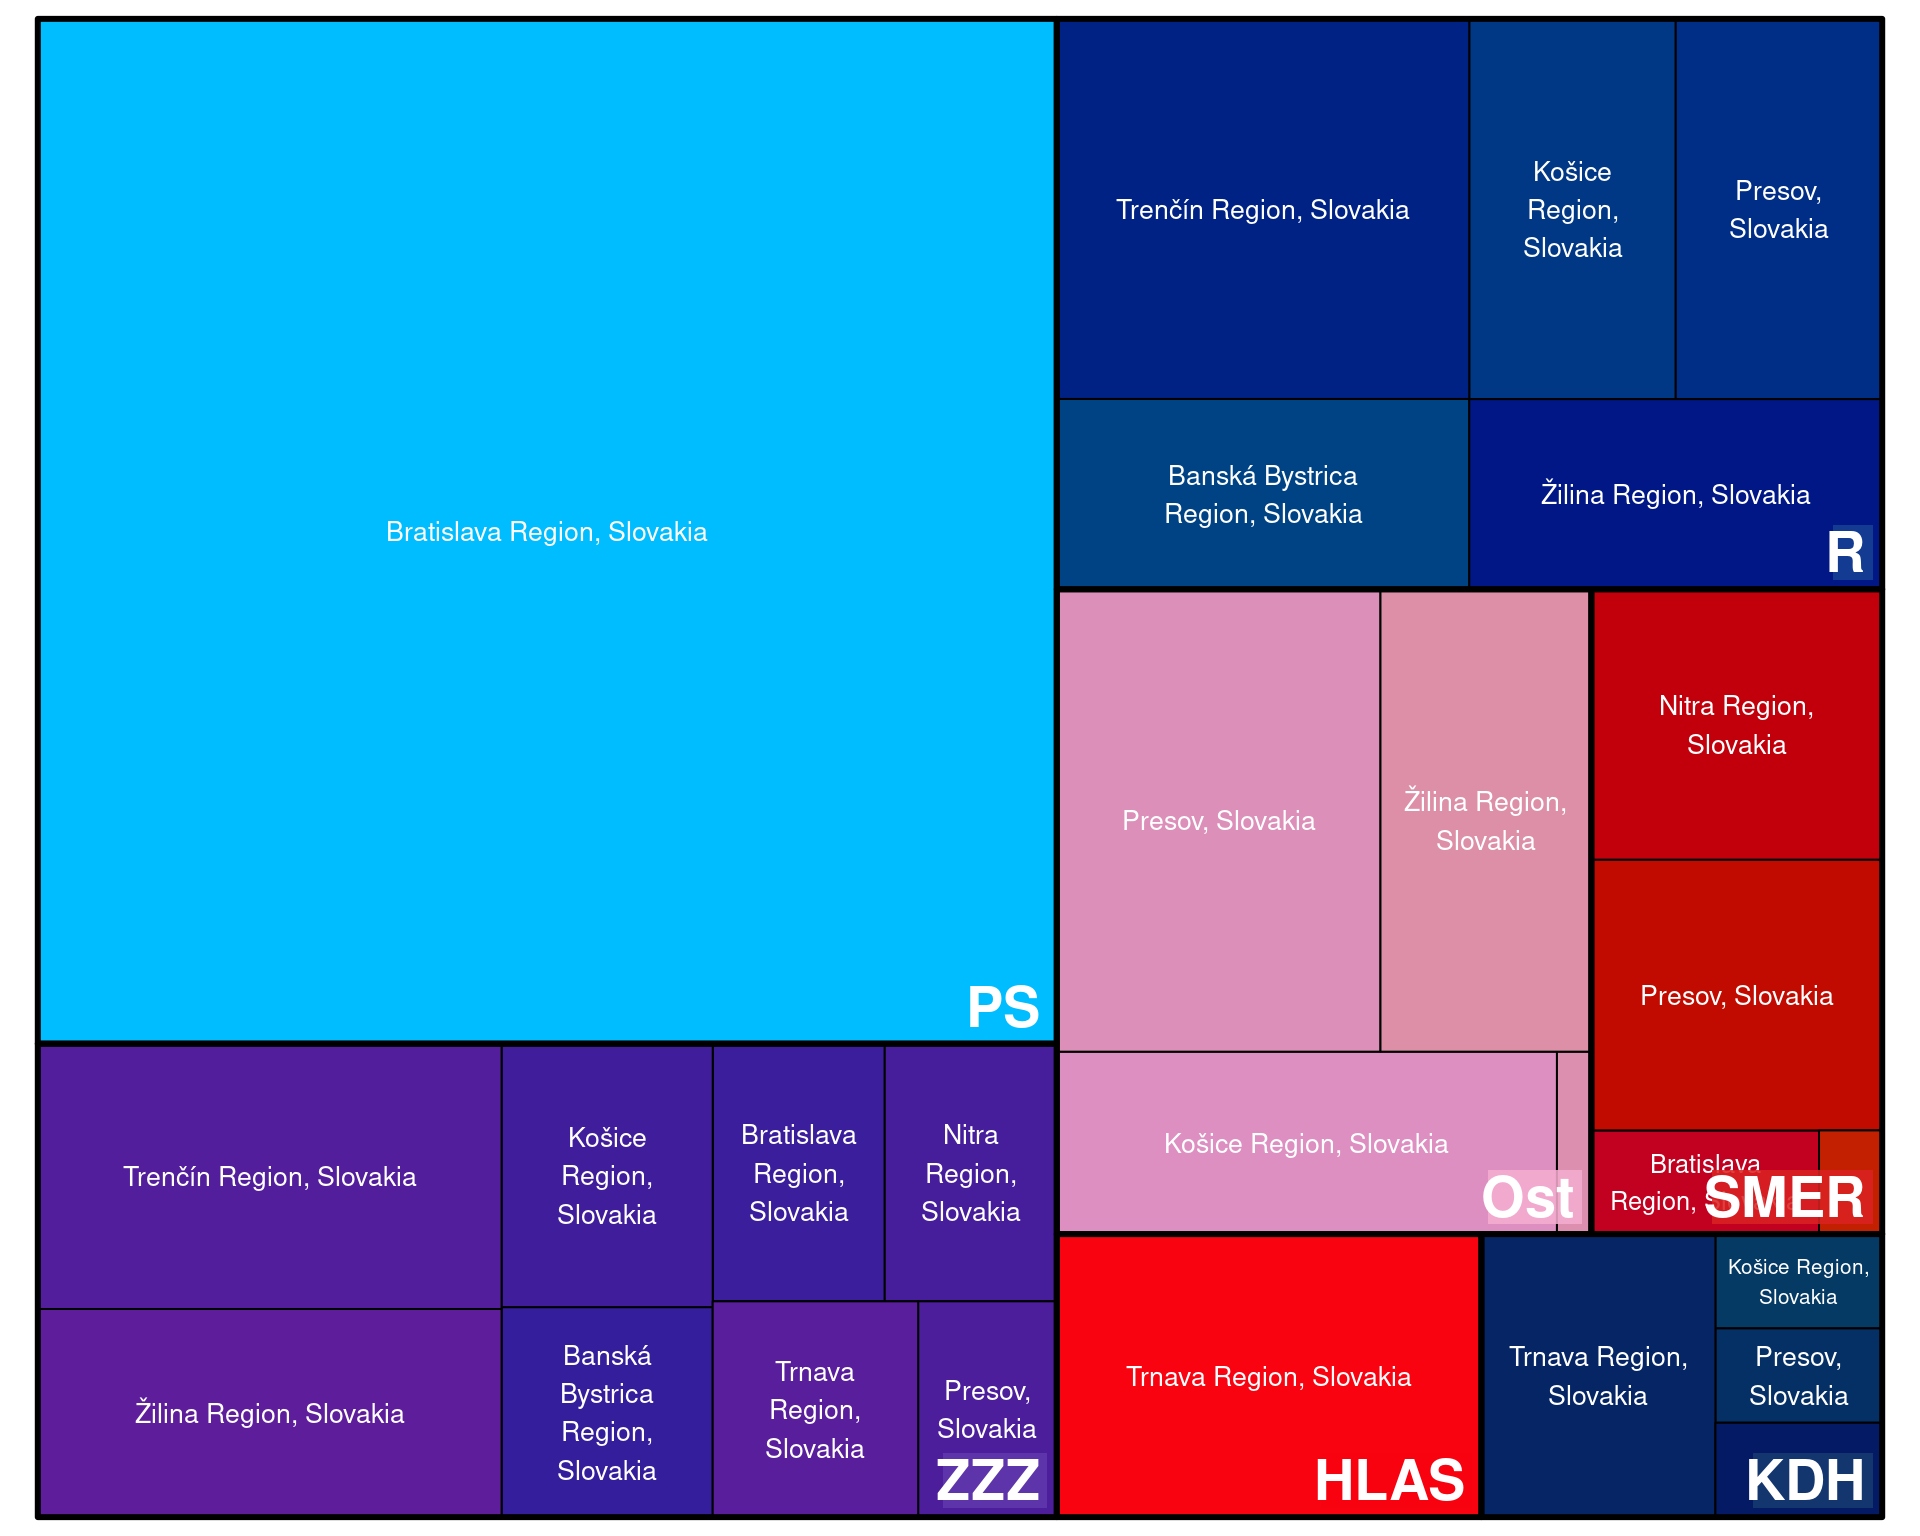 Bratislava Region, Slovakia
PS
Trenčín Region, Slovakia
Žilina Region, Slovakia
Košice
Region,
Slovakia
Banská
Bystrica
Region,
Slovakia
Bratislava
Region,
Slovakia
Nitra
Region,
Slovakia
Trnava
Region,
Slovakia
Presov,
Slovakia
ZZZ
Trenčín Region, Slovakia
Košice
Region,
Slovakia
Presov,
Slovakia
Banská Bystrica
Region, Slovakia
Žilina Region, Slovakia
R
Presov, Slovakia
Žilina Region,
Slovakia
Košice Region, Slovakia
Ost
Nitra Region,
Slovakia
Presov, Slovakia
Bratislava
Region,
SMER
Trnava Region, Slovakia
HLAS
Trnava Region,
Slovakia
Košice Region,
Slovakia
Presov,
Slovakia
KDH